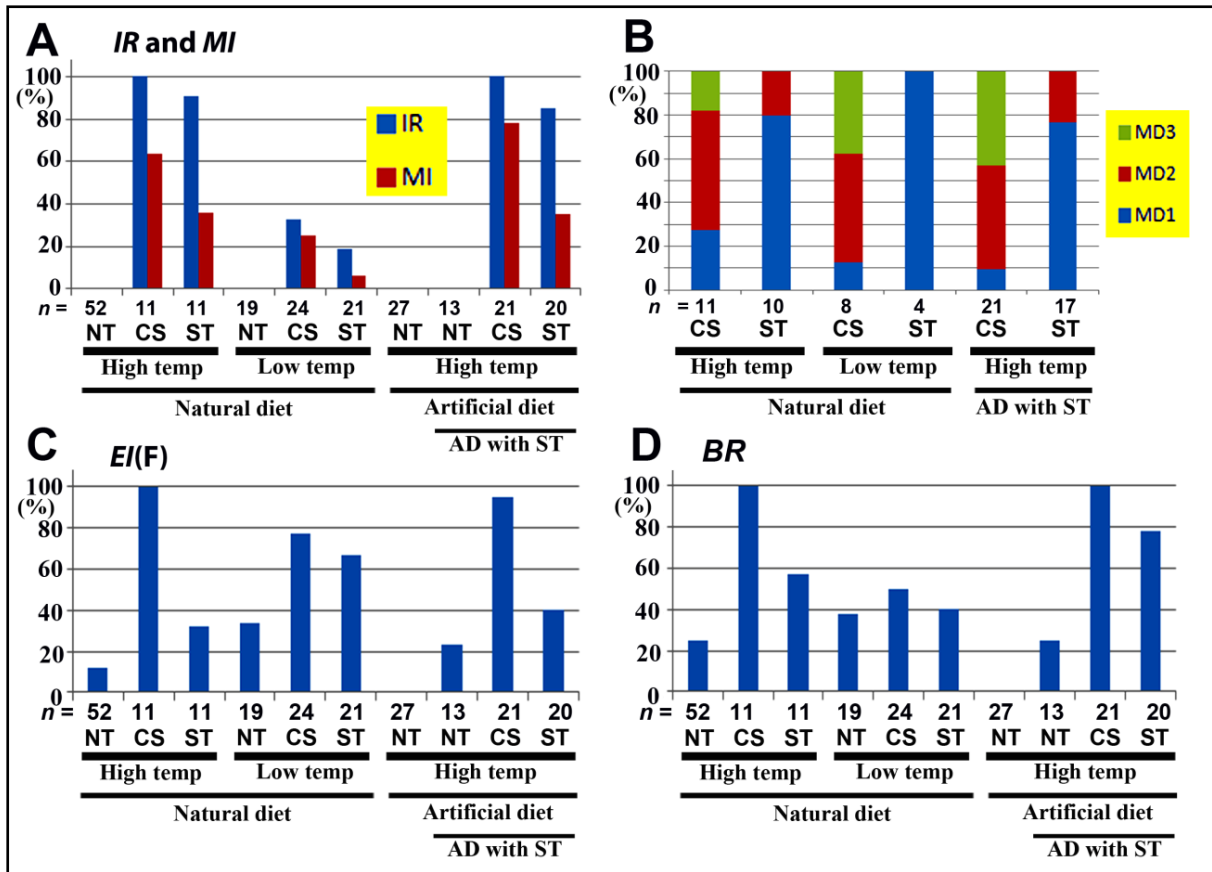 A IR and MI
100
(%)
80
60
40
20
0
IR
MI
n = 52 11 11 19 24 21 27 13 21 20
NT CS ST NT CS ST NT NT CS ST
High temp Low temp High temp
Natural diet Artificial diet
AD with ST
B
100
(%)
80
60
40
20
0
MD3
MD2
MD1
n = 11 10 8 4 21 17
CS ST CS ST CS ST
High temp Low temp High temp
Natural diet AD with ST
C EI(F)
100
(%)
80
60
40
20
0
n = 52 11 11 19 24 21 27 13 21 20
NT CS ST NT CS ST NT NT CS ST
High temp Low temp High temp
Natural diet Artificial diet
AD with ST
D BR
100
(%)
80
60
40
20
0
n = 52 11 11 19 24 21 27 13 21 20
NT CS ST NT CS ST NT NT CS ST
High temp Low temp High temp
Natural diet Artificial diet
AD with ST